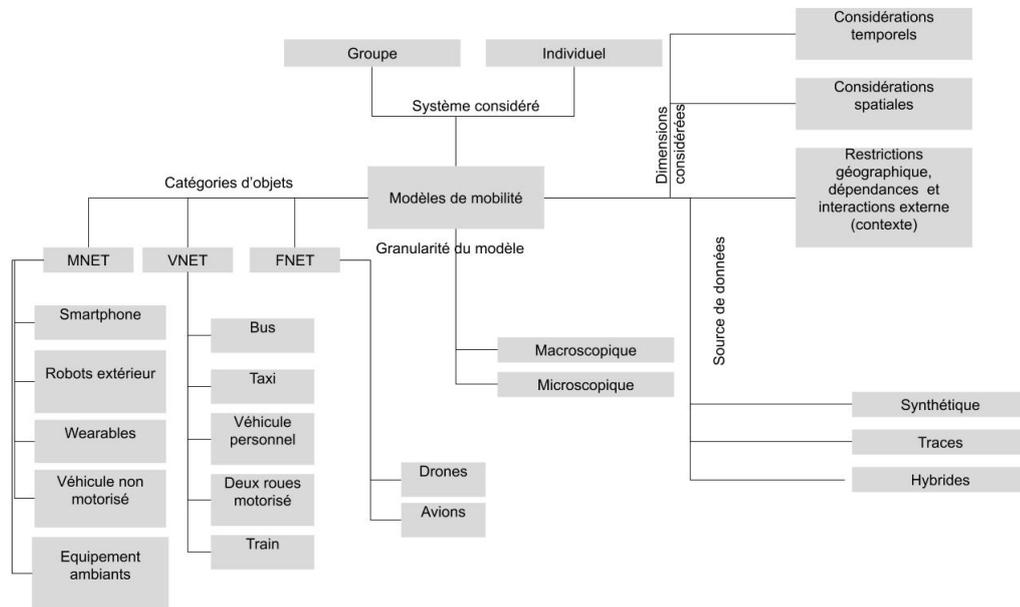 Considérations
temporels
Groupe
Individuel
Système considéré
Considérations
spatiales
Dimensions
considérées
Restrictions
géographique,
dépendances et
interactions externe
(contexte)
Catégories d'objets
Modèles de mobilité
Granularité du modèle
MNET
VNET
FNET
Smartphone
Robots extérieur
Wearables
Véhicule non
motorisé
Equipement
ambiants
Bus
Taxi
Véhicule
personnel
Deux roues
motorisé
Train
Drones
Avions
Macroscopique
Microscopique
Source de données
Synthétique
Traces
Hybrides